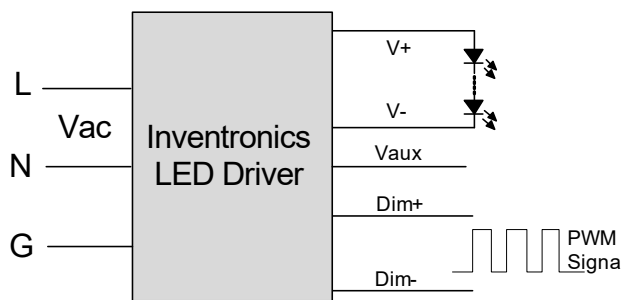 L
Vac
N
G
Inventronics
LED Driver
V+
V-
Vaux
Dim+
Dim-
PWM
Signa